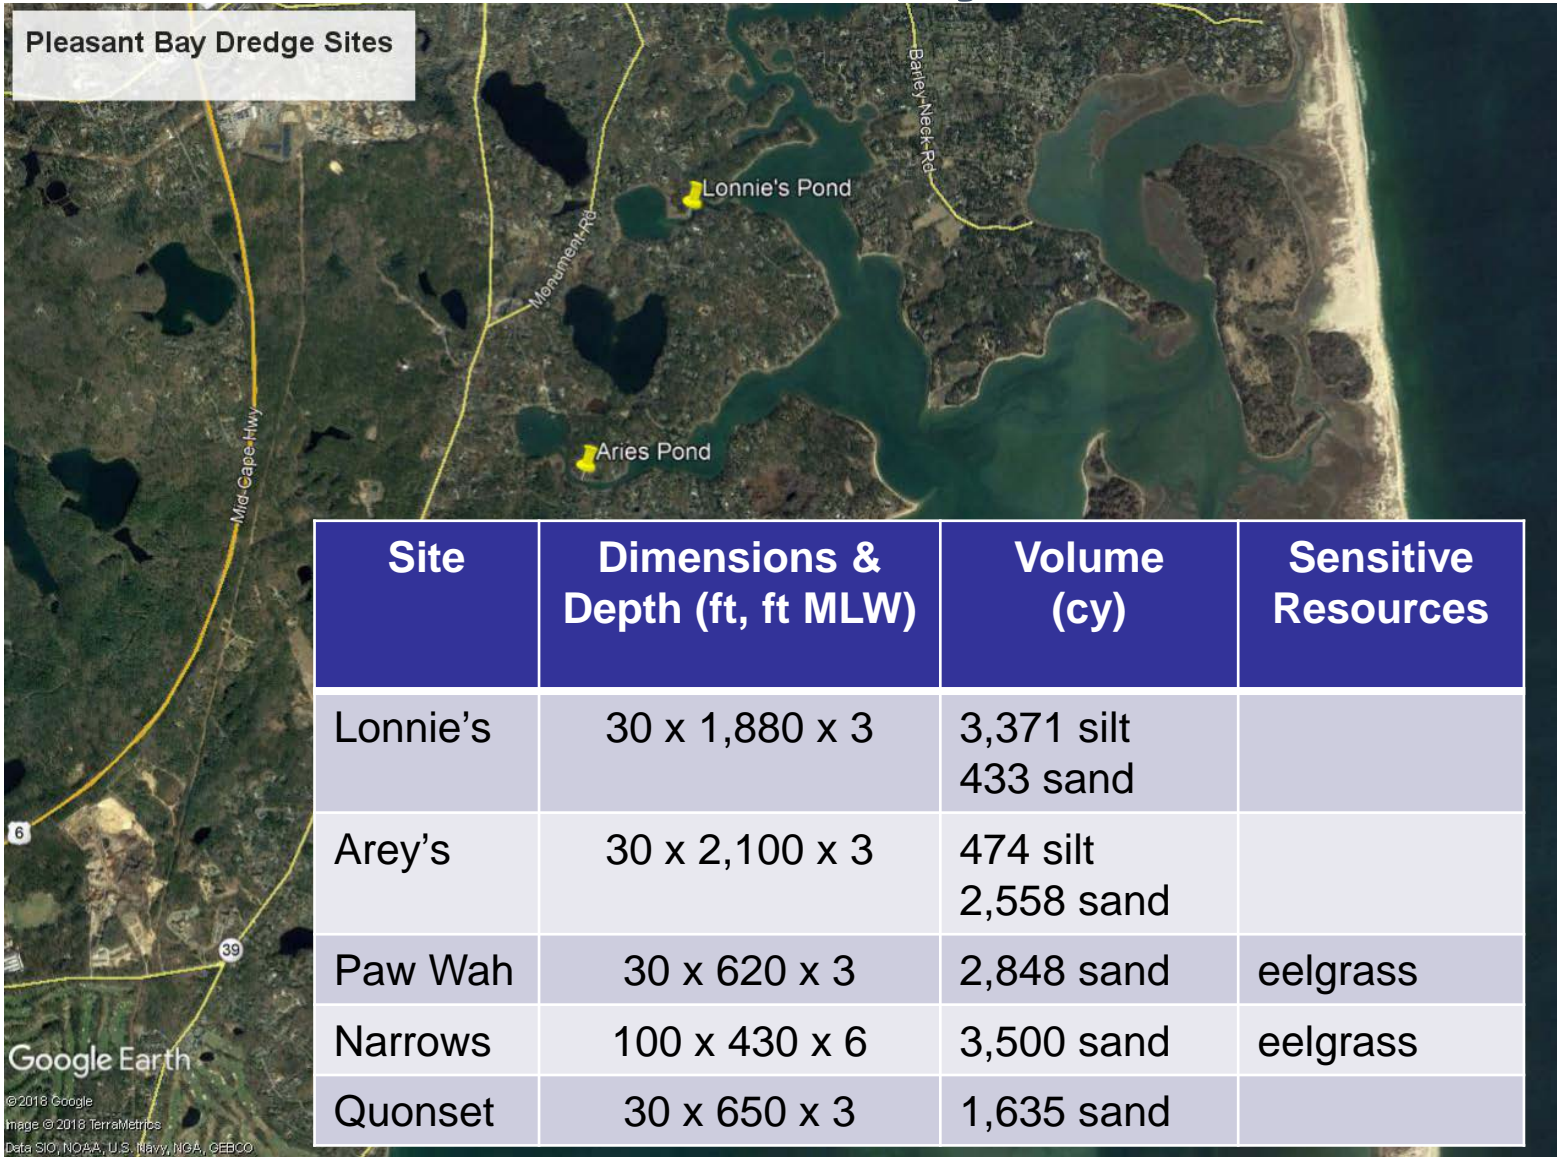 Pleasant Bay Dredge Sites
Barley Neck Rd
Lonnie's Pond
Monument Rd
Aries Pond
Mid-Cape-Hwy
Site
Dimensions &
Depth (ft, ft MLW)
Volume
(cy)
Sensitive
Resources
Lonnie’s
30 x 1,880 x 3
3,371 silt
433 sand
6
Arey’s
30 x 2,100 x 3
474 silt
2,558 sand
39
Paw Wah
30 x 620 x 3
2,848 sand
eelgrass
Narrows
100 x 430 x 6
3,500 sand
eelgrass
Quonset
30 x 650 x 3
1,635 sand
Google Earth
©2018 Google
Image © 2018 TerraMetrics
Data SIO, NOAA, U.S. Navy, NGA, GEBCO